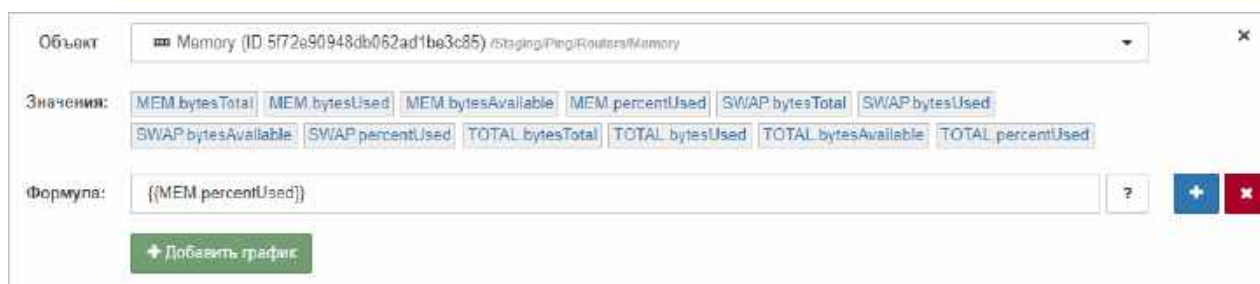 Объект Memory (ID 5f72e90948db062ad1be3c85) /Staging/Ping/Routers/Memory
Значения: MEM.bytesTotal MEM.bytesUsed MEM.bytesAvailable MEM.percentUsed SWAP.bytesTotal SWAP.bytesUsed
SWAP.bytesAvailable SWAP.percentUsed TOTAL.bytesTotal TOTAL.bytesUsed TOTAL.bytesAvailable TOTAL.percentUsed
Формула: {{MEM.percentUsed}} ?
Добавить график